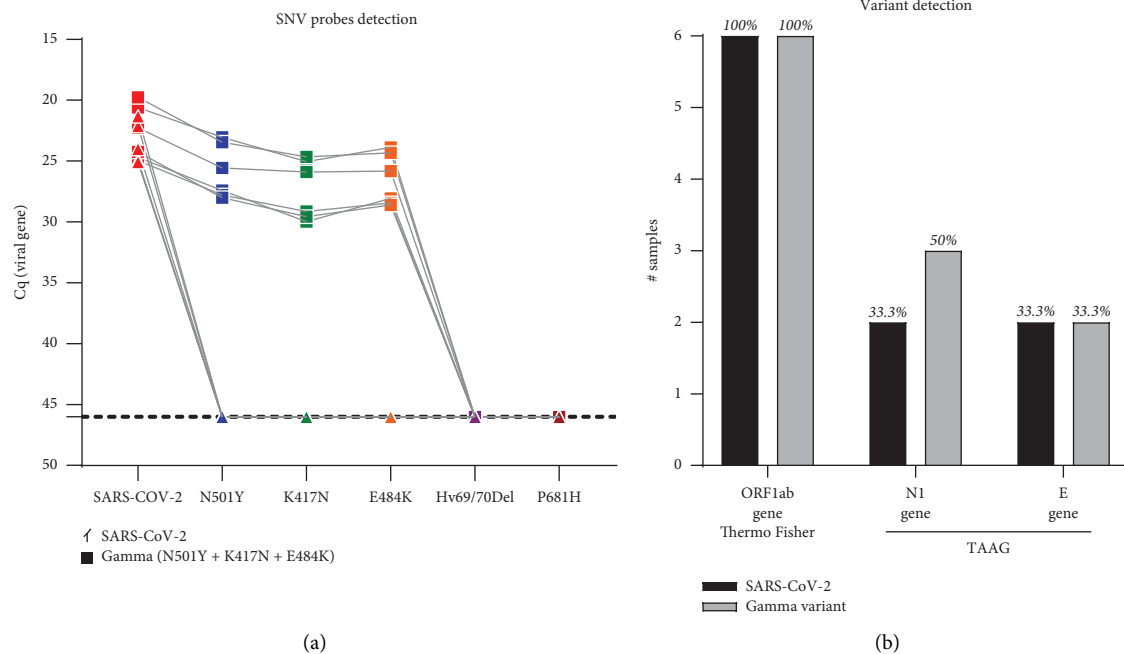 SNV probes detection
15
20
25
30
35
40
45
50
Cq (viral gene)
SARS-COV-2 N501Y K417N E484K Hv69/70Del P681H
SARS-CoV-2
Gamma (N501Y + K417N + E484K)
(a)
Variant detection
6
5
4
3
2
1
0
# samples
100% 100%
33.3% 50% 33.3% 33.3%
ORF1ab N1 E
gene gene gene
Thermo Fisher
TAAG
SARS-CoV-2
Gamma variant
(b)